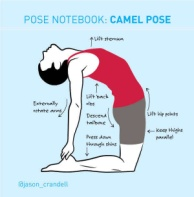 POSE NOTEBOOK: CAMEL POSE
Lift sternum
Externally
rotate arms
Lift back
ribs
Descend
tailbone
Lift hip points
Press down
through shins
Keep thighs
parallel
@jason_crandell